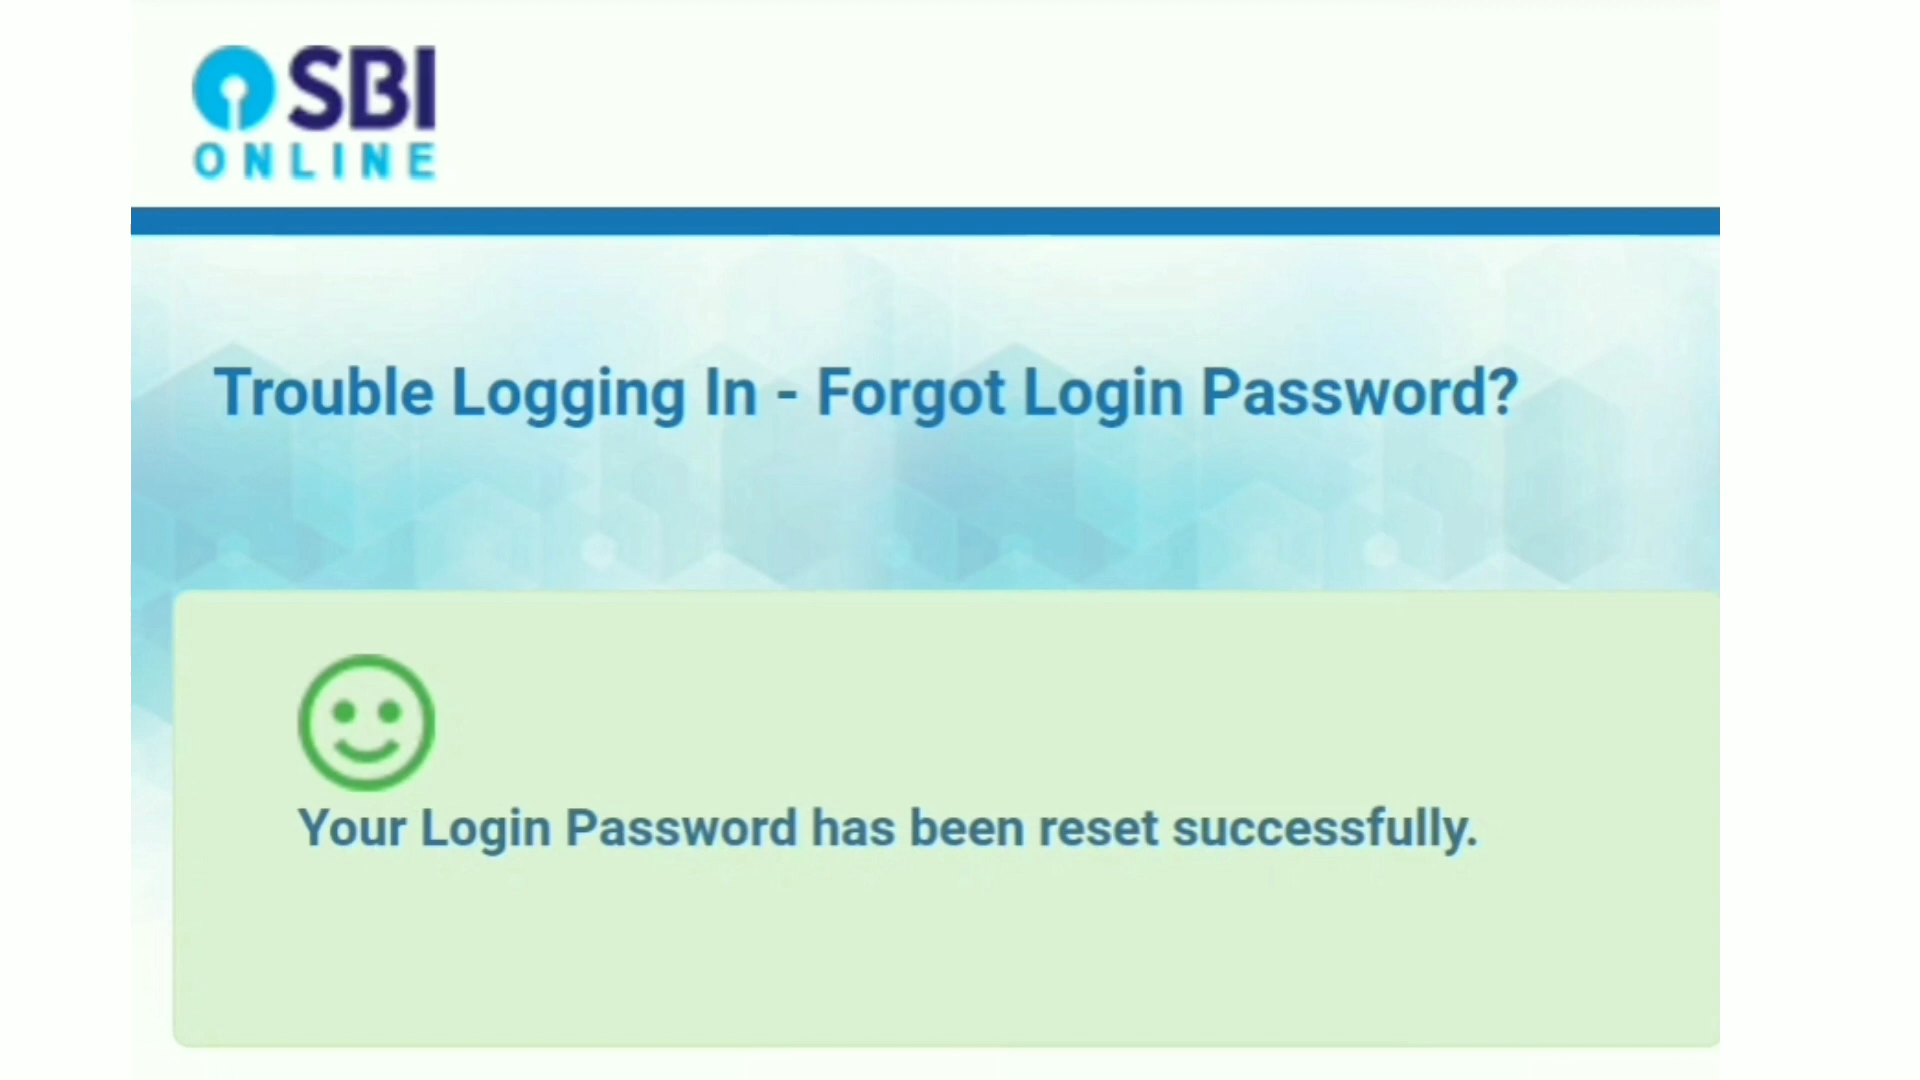 SBI
ONLINE
Trouble Logging In - Forgot Login Password?
Your Login Password has been reset successfully.